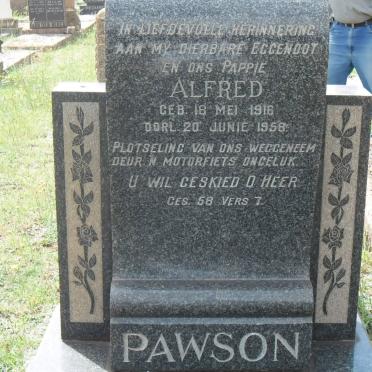 IN LIEFDEVOLLE HERINNERING
AAN MY DIERBARE EGGENOOT
EN ONS PAPPIE
ALFRED
GEB. 16 MEI 1916
OORL. 20 JUNIE 1958.
PLOTSELING VAN ONS WEGGENEEM
DEUR 'N MOTORFIETS ONGELUK.
U WIL GESKIED O HEER
GES. 58 VERS 7.
PAWSON